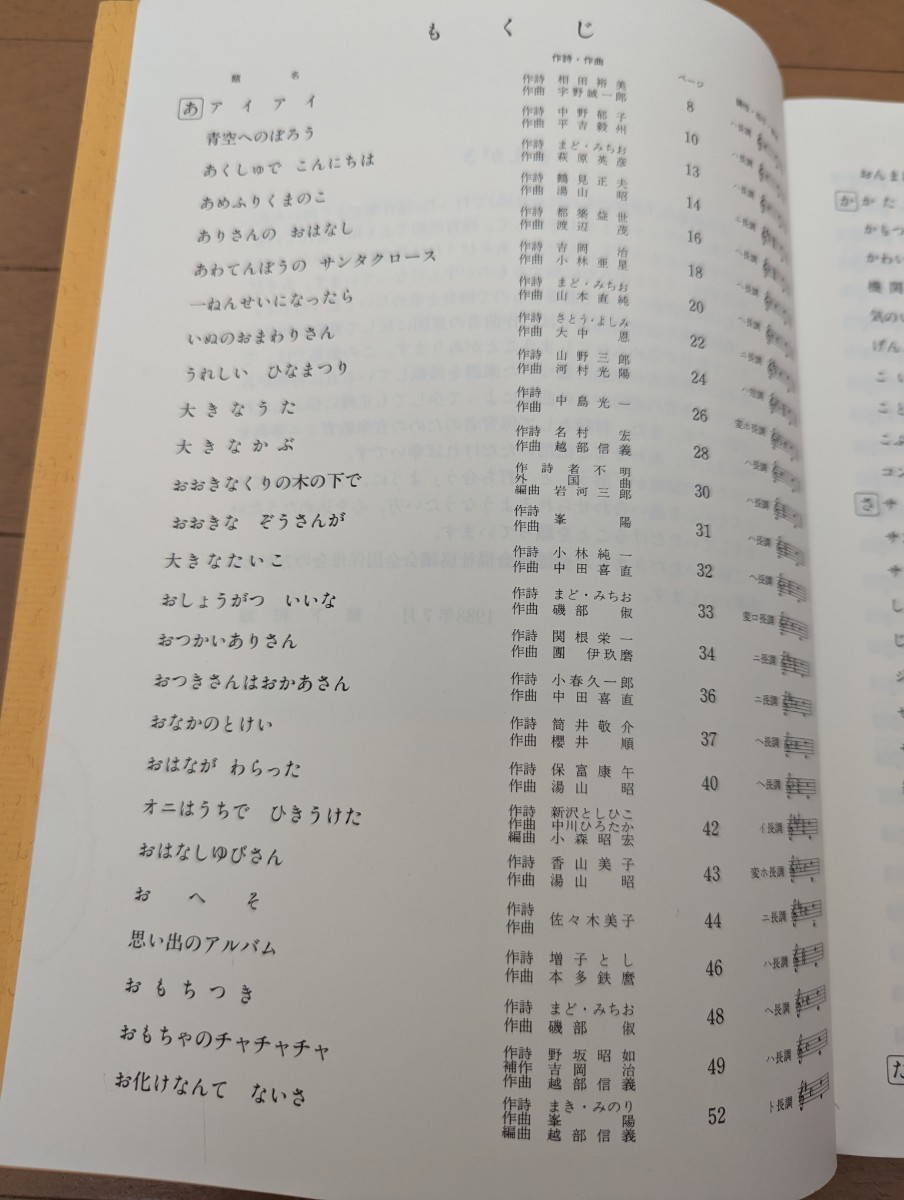 もくじ
題名 作詩・作曲 ページ
あ アイアイ
作詩 相田裕美
作曲 宇野誠一郎
8
青空へのぼろう
作詩 中野郁子
作曲 平吉毅州
10
あくしゅで こんにちは
作詩 まど・みちお
作曲 萩原英彦
13
あめふりくまのこ
作詩 鶴見正夫
作曲 湯山昭
14
ありさんの おはなし
作詩 都築益世
作曲 渡辺茂
16
あわてんぼうの サンタクロース
作詩 吉岡治
作曲 小林亜星
18
一ねんせいになったら
作詩 まど・みちお
作曲 山本直純
20
いぬのおまわりさん
作詩 さとう・よしみ
作曲 大中恩
22 ニ長調
うれしい ひなまつり
作詩 山野三郎
作曲 河村光陽
24
大きなうた
作詩
作曲 中島光一
26 変ホ長調
大きなかぶ
作詩 名村宏
作曲 越部信義
28 ヘ長調
おおきなくりの木の下で
作詩者不明
外国曲
編曲 岩河三郎
30 ハ長調
おおきな ぞうさんが
作詩
作曲 峯陽
31 ハ長調
大きなたいこ
作詩 小林純一
作曲 中田喜直
32 ヘ長調
おしょうがつ いいな
作詩 まど・みちお
作曲 磯部俶
33 変ロ長調
おつかいありさん
作詩 関根栄一
作曲 團伊玖磨
34 ニ長調
おつきさんはおかあさん
作詩 小春久一郎
作曲 中田喜直
36 ニ長調
おなかのとけい
作詩 筒井敬介
作曲 櫻井順
37 ヘ長調
おはなが わらった
作詩 保富康午
作曲 湯山昭
40 ヘ長調
オニはうちで ひきうけた
作詩 新沢としひこ
作曲 中川ひろたか
編曲 小森昭宏
42 イ長調
おはなしゆびさん
作詩 香山美子
作曲 湯山昭
43 変ホ長調
おへそ
作詩
作曲 佐々木美子
44 ニ長調
思い出のアルバム
作詩 増子とし
作曲 本多鉄麿
46 ハ長調
おもちつき
作詩 まど・みちお
作曲 磯部俶
48 ヘ長調
おもちゃのチャチャチャ
作詩 野坂昭如
補作 吉岡治
作曲 越部信義
49 ハ長調
お化けなんて ないさ
作詩 まき・みのり
作曲 峯陽
編曲 越部信義
52 ト長調
か
機関
気のい
げん
こい
こと
こぶ
コン
さ